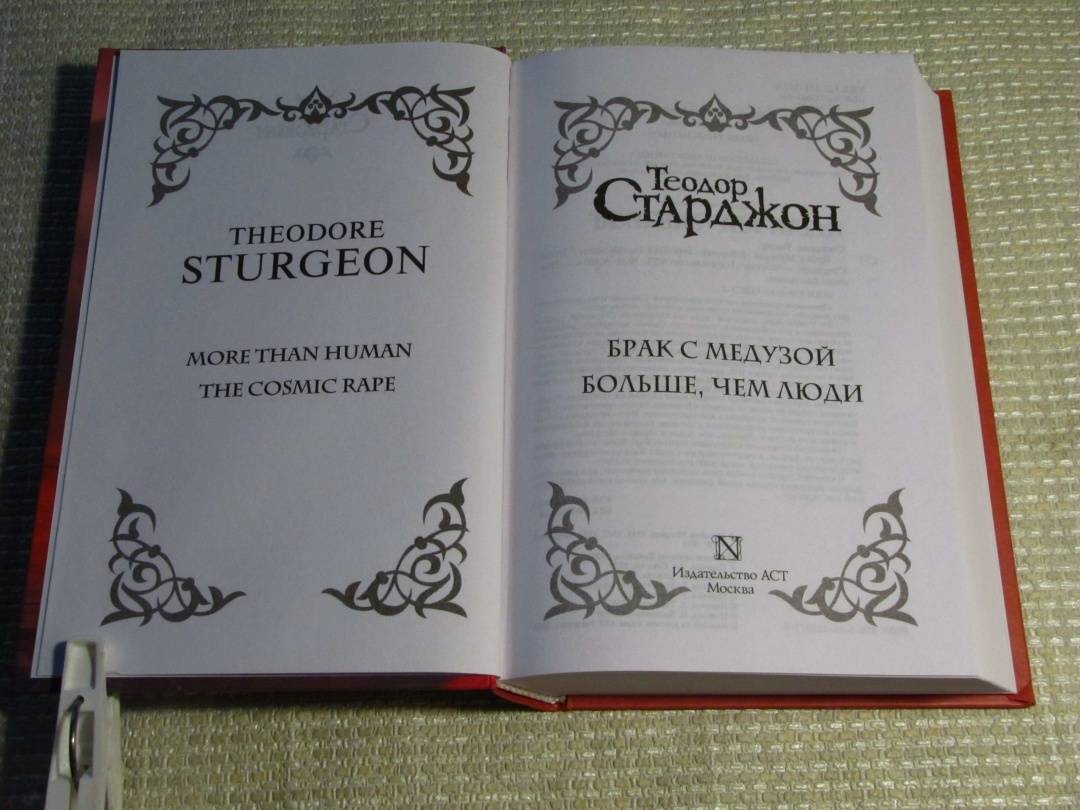 THEODORE
STURGEON
MORE THAN HUMAN
THE COSMIC RAPE
Теодор
Старджон
БРАК С МЕДУЗОЙ
БОЛЬШЕ, ЧЕМ ЛЮДИ
Издательство АСТ
Москва